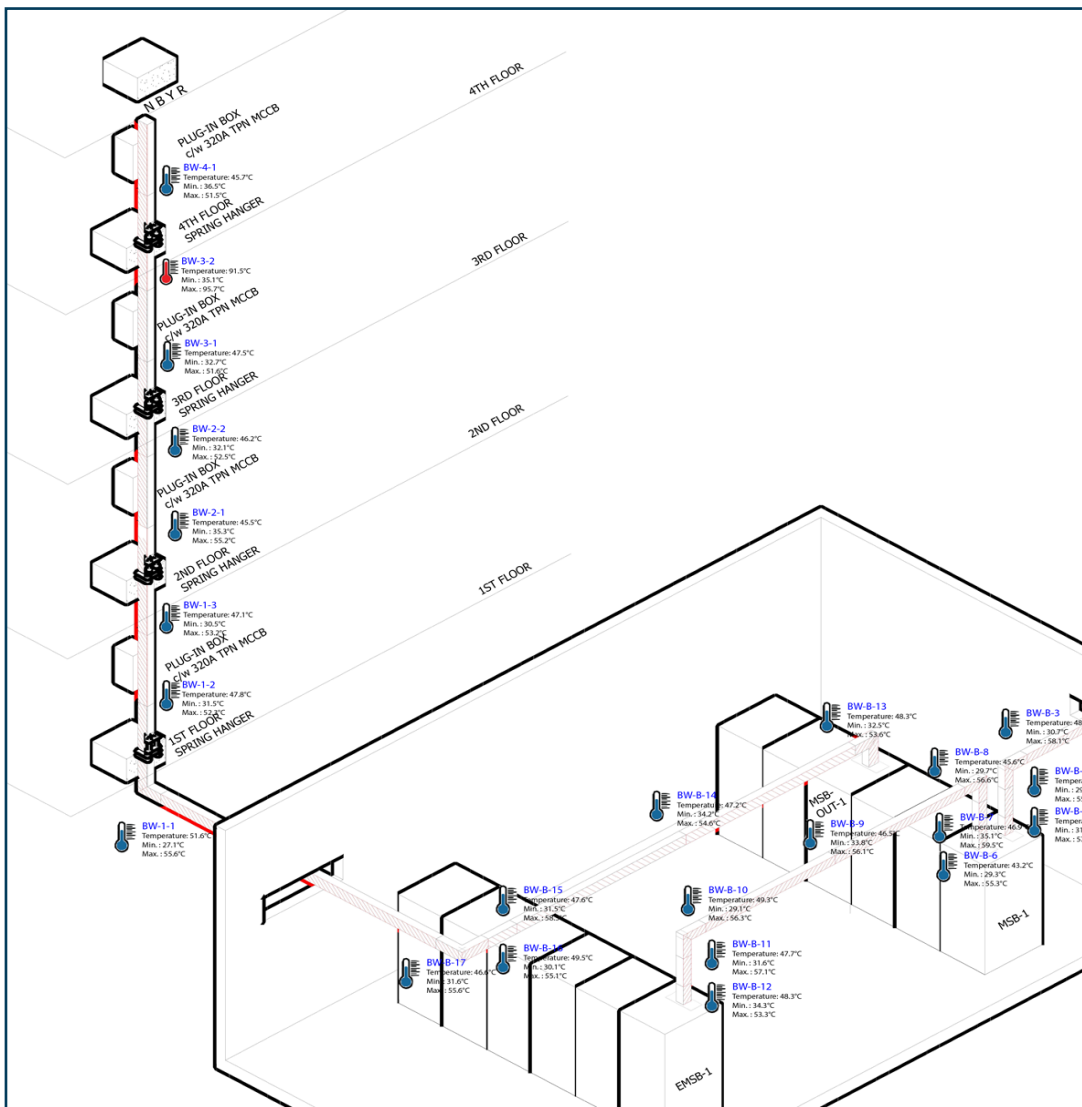 4TH FLOOR
N B Y R
PLUG-IN BOX
c/w 320A TPN MCCB
BW-4-1
Temperature: 45.7°C
Min. : 36.5°C
Max. : 51.5°C
4TH FLOOR
SPRING HANGER
3RD FLOOR
BW-3-2
Temperature: 91.5°C
Min. : 35.1°C
Max. : 95.7°C
PLUG-IN BOX
c/w 320A TPN MCCB
BW-3-1
Temperature: 47.5°C
Min. : 32.7°C
Max. : 51.6°C
3RD FLOOR
SPRING HANGER
2ND FLOOR
BW-2-2
Temperature: 46.2°C
Min. : 32.1°C
Max. : 52.5°C
PLUG-IN BOX
c/w 320A TPN MCCB
BW-2-1
Temperature: 45.5°C
Min. : 35.3°C
Max. : 55.2°C
2ND FLOOR
SPRING HANGER
1ST FLOOR
BW-1-3
Temperature: 47.1°C
Min. : 30.5°C
Max. : 53.2°C
PLUG-IN BOX
c/w 320A TPN MCCB
BW-1-2
Temperature: 47.8°C
Min. : 31.5°C
Max. :
1ST FLOOR
SPRING HANGER
BW-1-1
Temperature: 51.6°C
Min. : 27.1°C
Max. : 55.6°C
BW-B-13
Temperature: 48.3°C
Min. : 32.5°C
Max. : 53.6°C
BW-B-3
Temperature:
Min. : 30.7°C
Max. : 58.1°C
BW-B-8
Temperature: 45.6°C
Min. : 29.7°C
Max. : 56.6°C
BW-B-14
Temperature: 47.2°C
Min. : 34.2°C
Max. : 54.6°C
MSB-
OUT-1
BW-B-9
Temperature: 46.5°C
Min. : 33.8°C
Max. : 56.1°C
BW-B-7
Temperature: 46.9°C
Min. : 35.1°C
Max. : 59.5°C
BW-B-6
Temperature: 43.2°C
Min. : 29.3°C
Max. : 55.3°C
MSB-1
BW-B-15
Temperature: 47.6°C
Min. : 31.5°C
Max. :
BW-B-10
Temperature: 49.3°C
Min. : 29.1°C
Max. : 56.3°C
BW-B-16
Temperature: 49.5°C
Min. : 30.1°C
Max. : 55.1°C
BW-B-11
Temperature: 47.7°C
Min. : 31.6°C
Max. : 57.1°C
BW-B-17
Temperature: 46.6°C
Min. : 31.6°C
Max. : 55.6°C
BW-B-12
Temperature: 48.3°C
Min. : 34.3°C
Max. : 53.3°C
EMSB-1